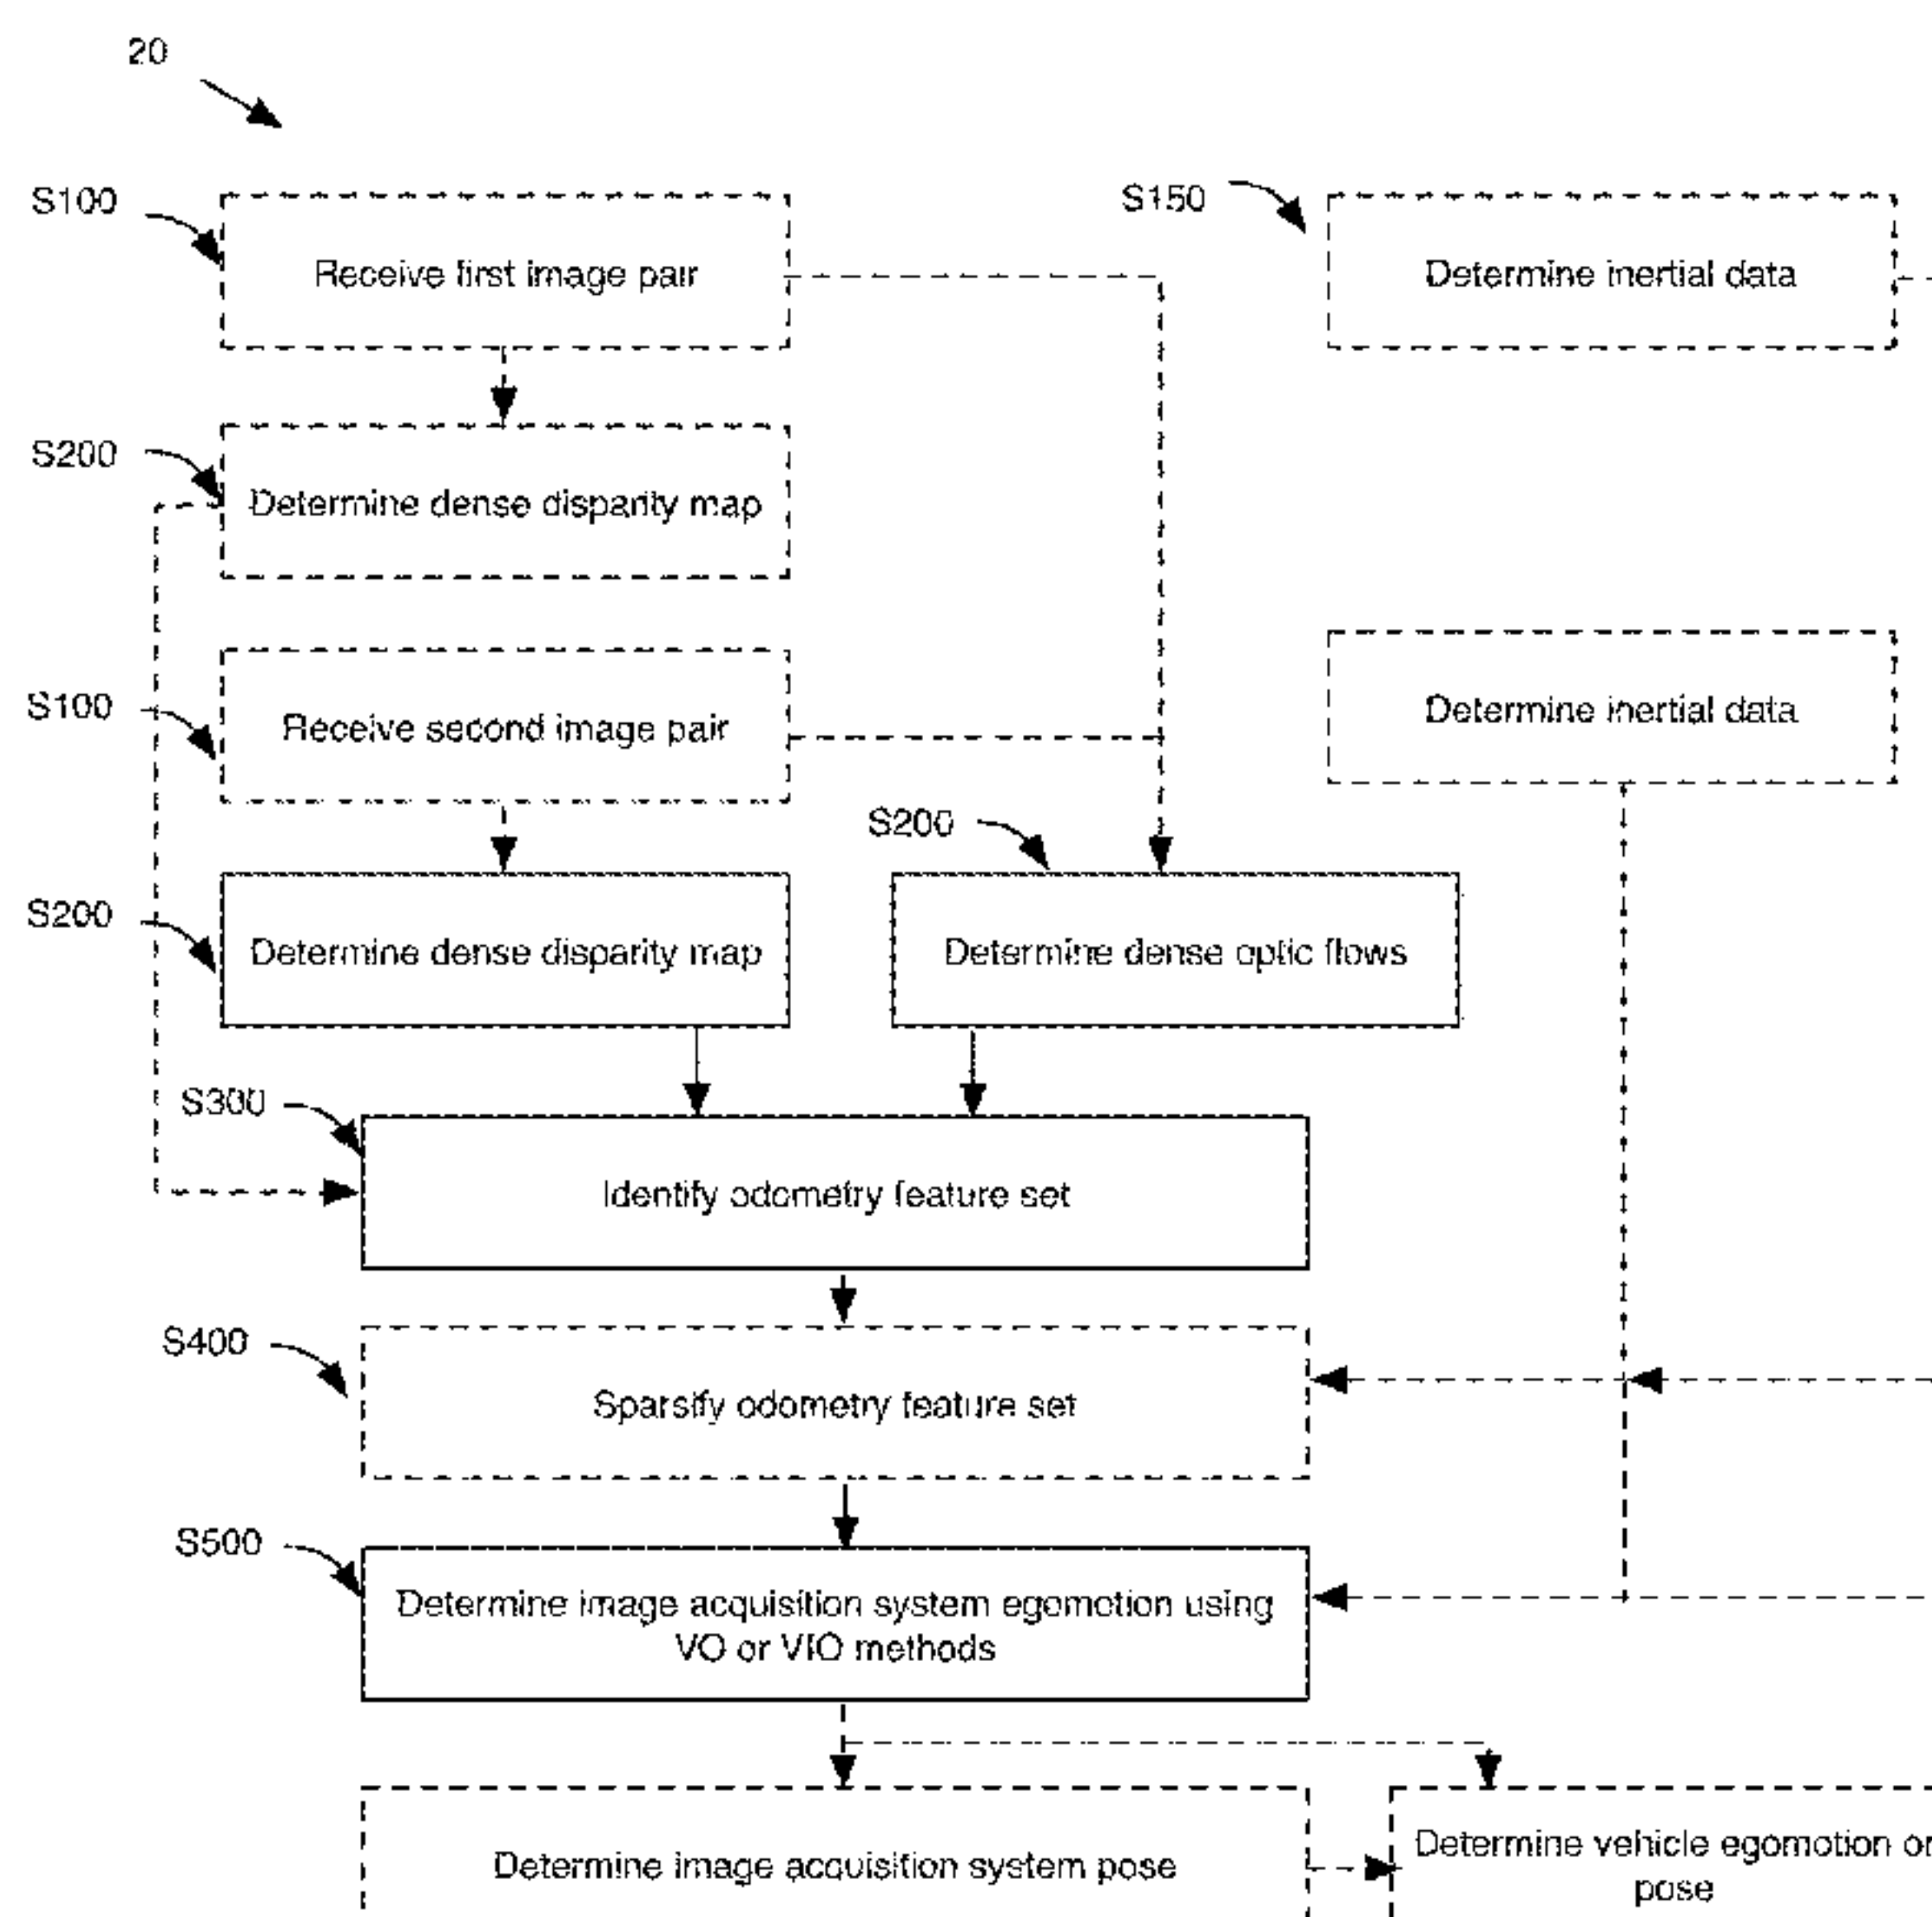 20
S100
Receive first image pair
S150
Determine inertial data
S200
Determine dense disparity map
S100
Receive second image pair
Determine inertial data
S200
S200
Determine dense disparity map
Determine dense optic flows
S300
Identify odometry feature set
S400
Sparsify odometry feature set
S500
Determine image acquisition system egomotion using
VO or VIO methods
Determine image acquisition system pose
Determine vehicle egomotion or
pose